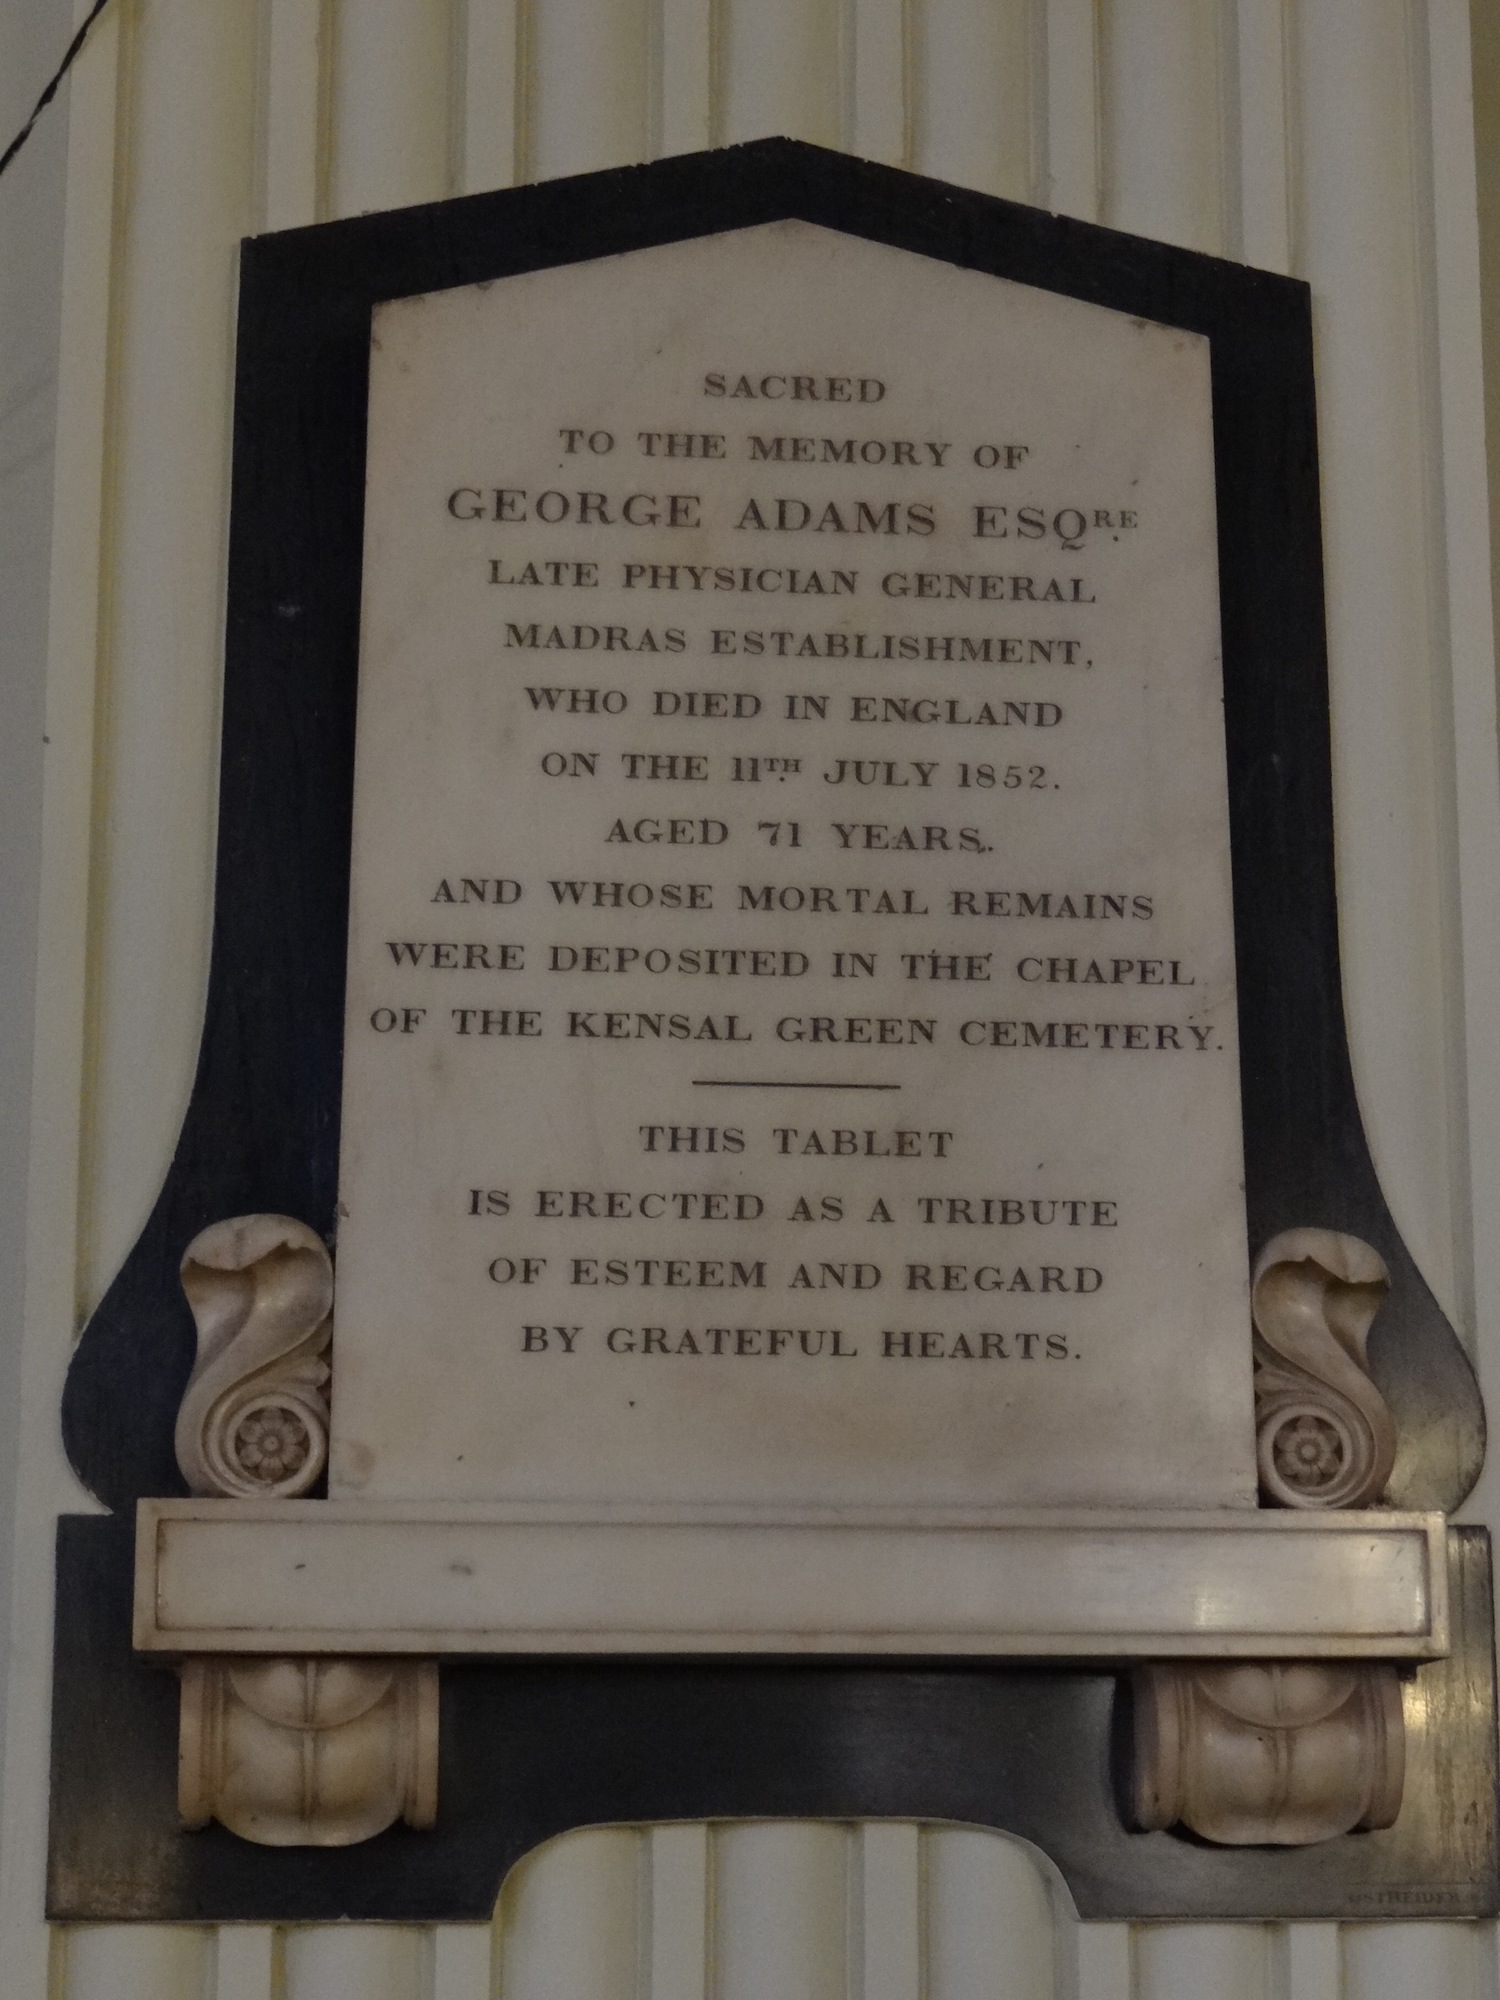 SACRED
TO THE MEMORY OF
GEORGE ADAMS ESQRE
LATE PHYSICIAN GENERAL
MADRAS ESTABLISHMENT,
WHO DIED IN ENGLAND
ON THE 11TH JULY 1852.
AGED 71 YEARS.
AND WHOSE MORTAL REMAINS
WERE DEPOSITED IN THE CHAPEL
OF THE KENSAL GREEN CEMETERY.
THIS TABLET
IS ERECTED AS A TRIBUTE
OF ESTEEM AND REGARD
BY GRATEFUL HEARTS.